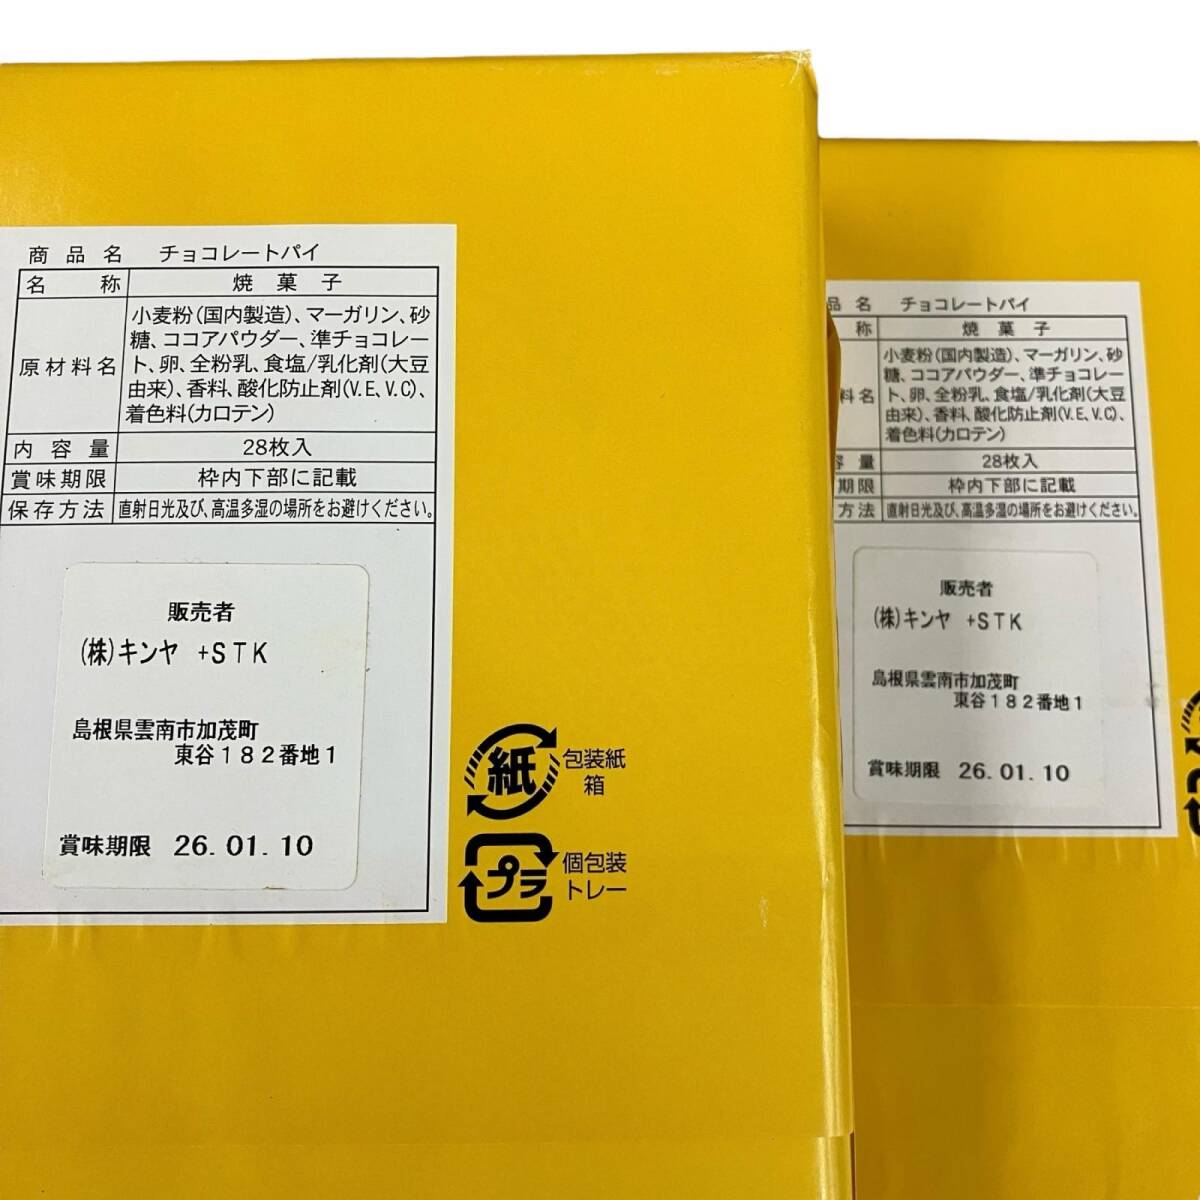 商品名 チョコレートパイ
名称 焼菓子
原材料名 小麦粉(国内製造)、マーガリン、砂
糖、ココアパウダー、準チョコレー
ト、卵、全粉乳、食塩/乳化剤(大豆
由来)、香料、酸化防止剤(V.E、V.C)、
着色料(カロテン)
内容量 28枚入
賞味期限 枠内下部に記載
保存方法 直射日光及び、高温多湿の場所をお避けください。
販売者
(株)キンヤ +STK
島根県雲南市加茂町
東谷182番地1
賞味期限 26.01.10
紙 包装紙
箱
プラ 個包装
トレー
品名 チョコレートパイ
称 焼菓子
料名 小麦粉(国内製造)、マーガリン、砂
糖、ココアパウダー、準チョコレー
ト、卵、全粉乳、食塩/乳化剤(大豆
由来)、香料、酸化防止剤(V.E、V.C)、
着色料(カロテン)
容量 28枚入
期限 枠内下部に記載
方法 直射日光及び、高温多湿の場所をお避けください。
販売者
(株)キンヤ +STK
島根県雲南市加茂町
東谷182番地1
賞味期限 26.01.10